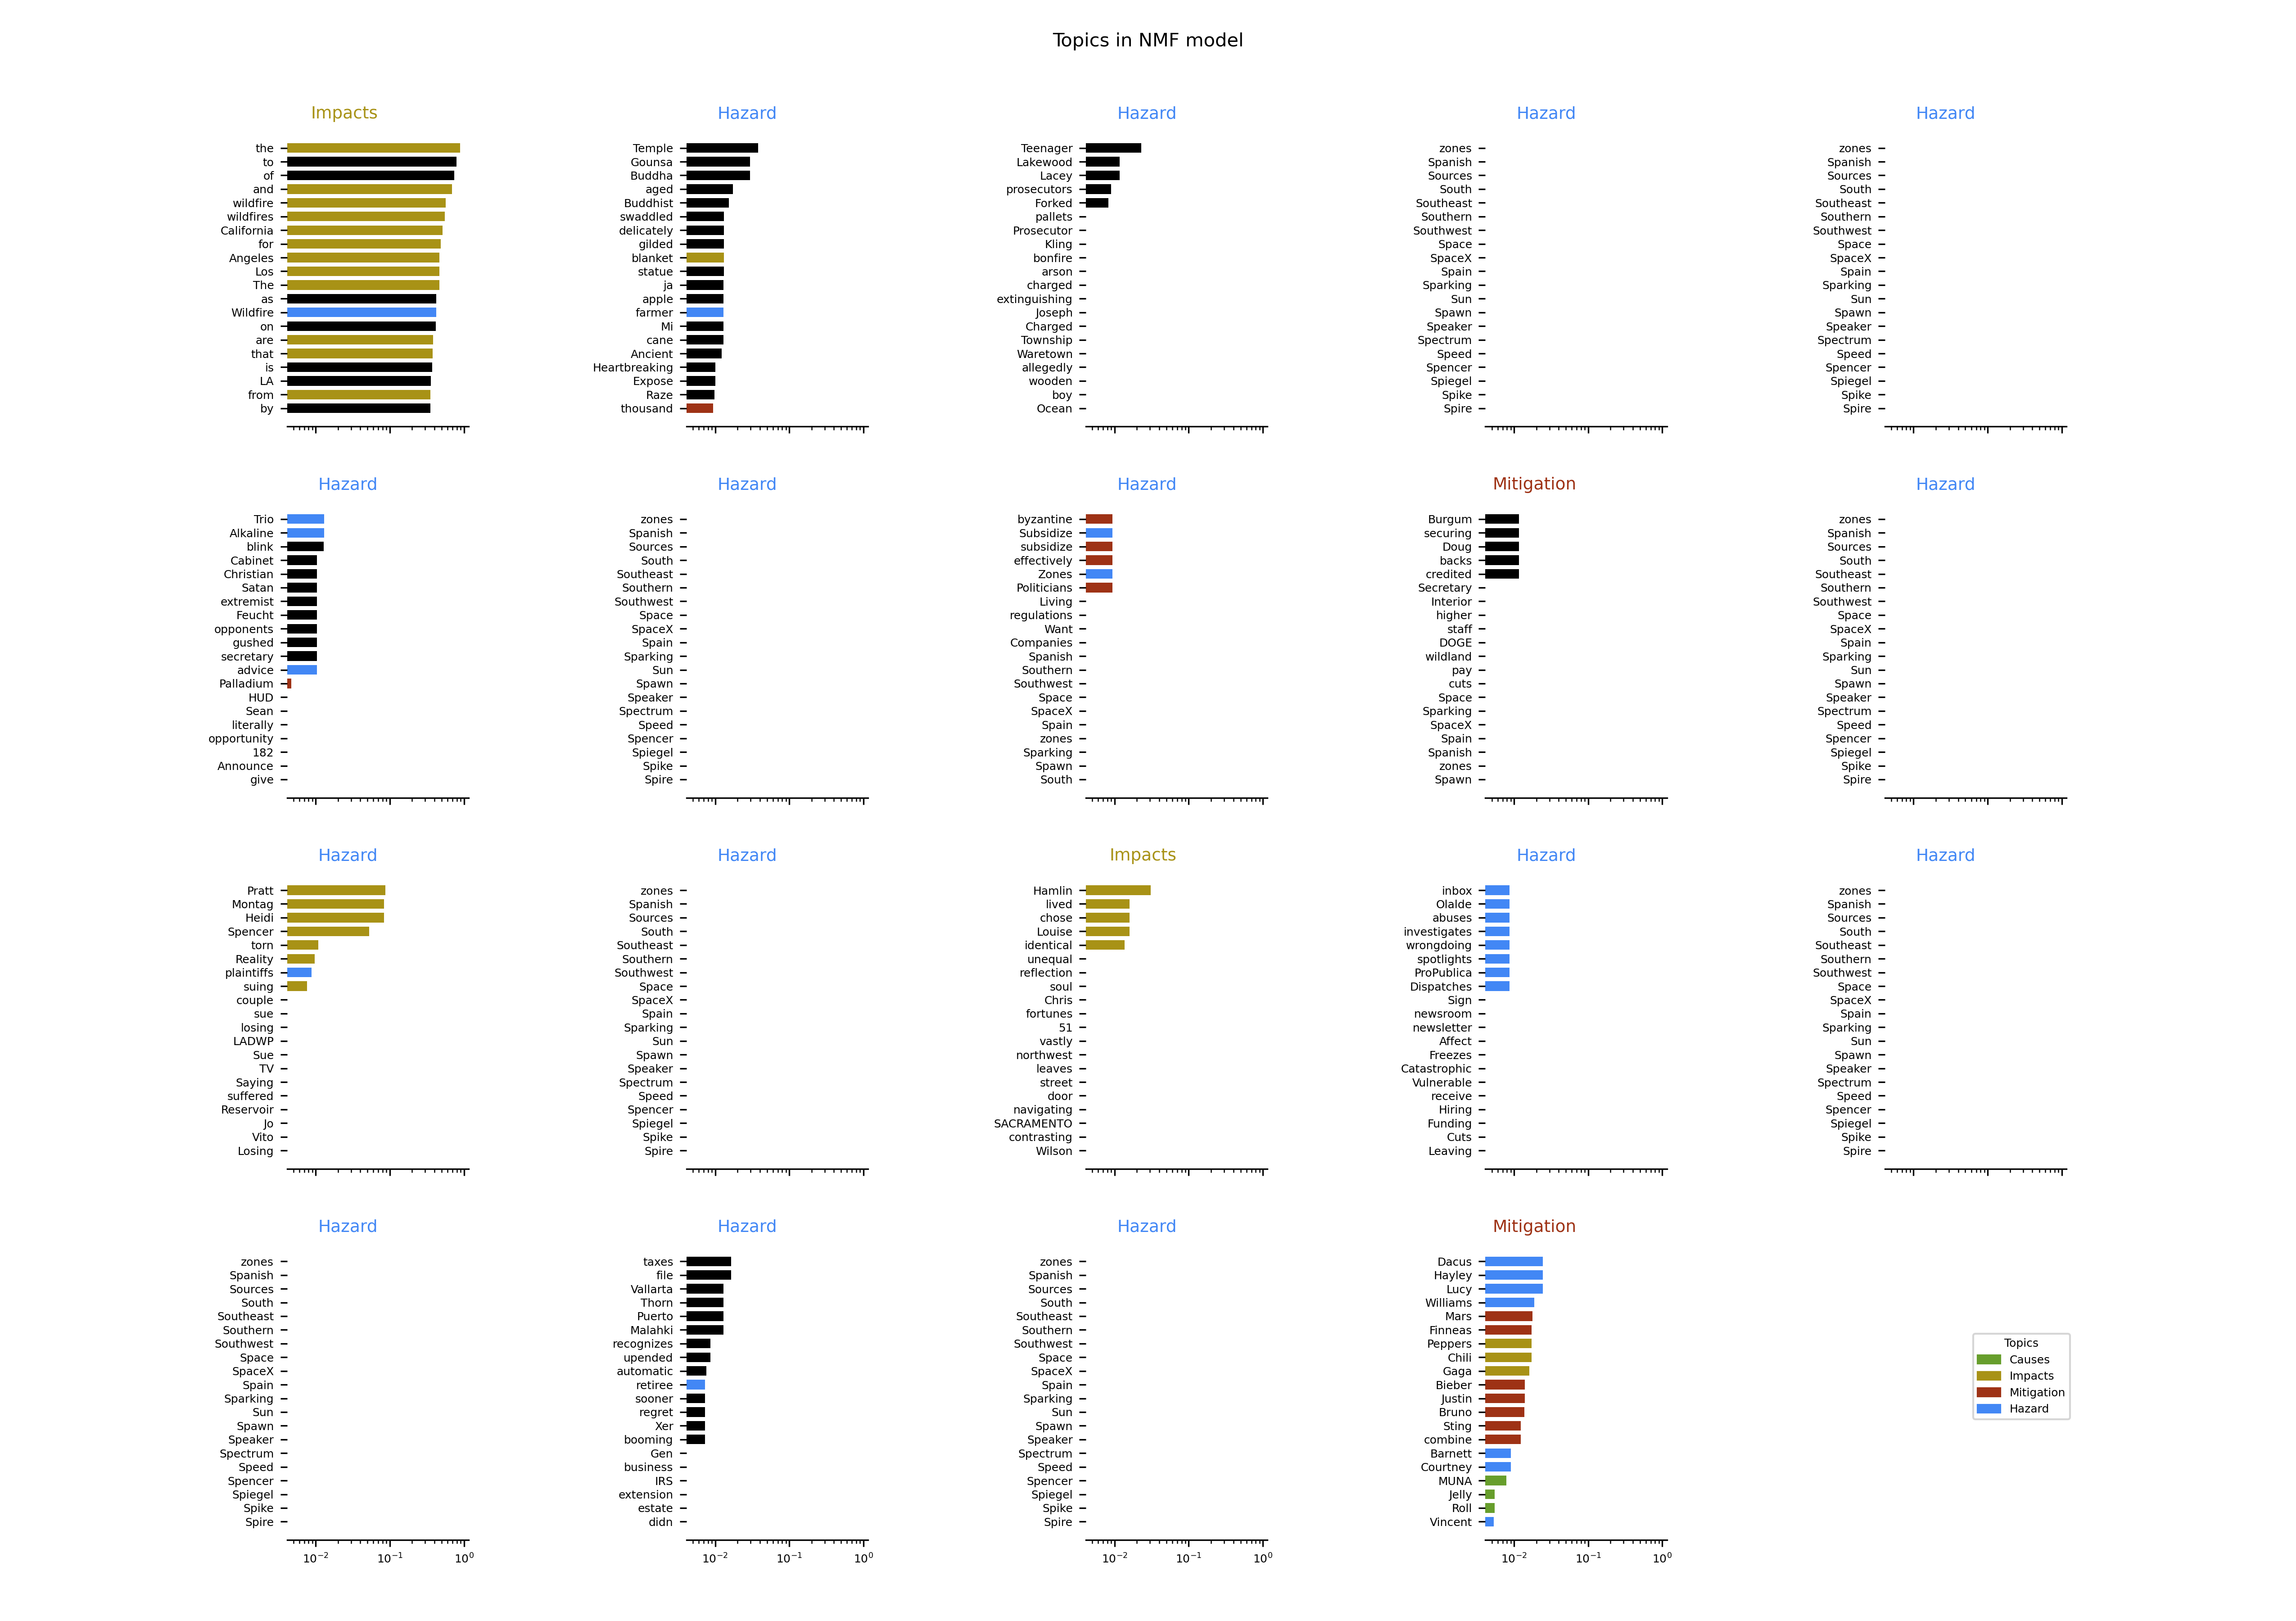 Topics in NMF model
Impacts
the
to
of
and
wildfire
wildfires
California
for
Angeles
Los
The
as
Wildfire
on
are
that
is
LA
from
by
Hazard
Temple
Gounsa
Buddha
aged
Buddhist
swaddled
delicately
gilded
blanket
statue
ja
apple
farmer
Mi
cane
Ancient
Heartbreaking
Expose
Raze
thousand
Hazard
Teenager
Lakewood
Lacey
prosecutors
Forked
pallets
Prosecutor
Kling
bonfire
arson
charged
extinguishing
Joseph
Charged
Township
Waretown
allegedly
wooden
boy
Ocean
Hazard
zones
Spanish
Sources
South
Southeast
Southern
Southwest
Space
SpaceX
Spain
Sparking
Sun
Spawn
Speaker
Spectrum
Speed
Spencer
Spiegel
Spike
Spire
Hazard
zones
Spanish
Sources
South
Southeast
Southern
Southwest
Space
SpaceX
Spain
Sparking
Sun
Spawn
Speaker
Spectrum
Speed
Spencer
Spiegel
Spike
Spire
Hazard
Trio
Alkaline
blink
Cabinet
Christian
Satan
extremist
Feucht
opponents
gushed
secretary
advice
Palladium
HUD
Sean
literally
opportunity
182
Announce
give
Hazard
zones
Spanish
Sources
South
Southeast
Southern
Southwest
Space
SpaceX
Spain
Sparking
Sun
Spawn
Speaker
Spectrum
Speed
Spencer
Spiegel
Spike
Spire
Hazard
byzantine
Subsidize
subsidize
effectively
Zones
Politicians
Living
regulations
Want
Companies
Spanish
Southern
Southwest
Space
SpaceX
Spain
zones
Sparking
Spawn
South
Mitigation
Burgum
securing
Doug
backs
credited
Secretary
Interior
higher
staff
DOGE
wildland
pay
cuts
Space
Sparking
SpaceX
Spain
Spanish
zones
Spawn
Hazard
zones
Spanish
Sources
South
Southeast
Southern
Southwest
Space
SpaceX
Spain
Sparking
Sun
Spawn
Speaker
Spectrum
Speed
Spencer
Spiegel
Spike
Spire
Hazard
Pratt
Montag
Heidi
Spencer
torn
Reality
plaintiffs
suing
couple
sue
losing
LADWP
Sue
TV
Saying
suffered
Reservoir
Jo
Vito
Losing
Hazard
zones
Spanish
Sources
South
Southeast
Southern
Southwest
Space
SpaceX
Spain
Sparking
Sun
Spawn
Speaker
Spectrum
Speed
Spencer
Spiegel
Spike
Spire
Impacts
Hamlin
lived
chose
Louise
identical
unequal
reflection
soul
Chris
fortunes
51
vastly
northwest
leaves
street
door
navigating
SACRAMENTO
contrasting
Wilson
Hazard
inbox
Olalde
abuses
investigates
wrongdoing
spotlights
ProPublica
Dispatches
Sign
newsroom
newsletter
Affect
Freezes
Catastrophic
Vulnerable
receive
Hiring
Funding
Cuts
Leaving
Hazard
zones
Spanish
Sources
South
Southeast
Southern
Southwest
Space
SpaceX
Spain
Sparking
Sun
Spawn
Speaker
Spectrum
Speed
Spencer
Spiegel
Spike
Spire
Hazard
zones
Spanish
Sources
South
Southeast
Southern
Southwest
Space
SpaceX
Spain
Sparking
Sun
Spawn
Speaker
Spectrum
Speed
Spencer
Spiegel
Spike
Spire
10⁻² 10⁻¹ 10⁰
Hazard
taxes
file
Vallarta
Thorn
Puerto
Malahki
recognizes
upended
automatic
retiree
sooner
regret
Xer
booming
Gen
business
IRS
extension
estate
didn
10⁻² 10⁻¹ 10⁰
Hazard
zones
Spanish
Sources
South
Southeast
Southern
Southwest
Space
SpaceX
Spain
Sparking
Sun
Spawn
Speaker
Spectrum
Speed
Spencer
Spiegel
Spike
Spire
10⁻² 10⁻¹ 10⁰
Mitigation
Dacus
Hayley
Lucy
Williams
Mars
Finneas
Peppers
Chili
Gaga
Bieber
Justin
Bruno
Sting
combine
Barnett
Courtney
MUNA
Jelly
Roll
Vincent
10⁻² 10⁻¹ 10⁰
Topics
Causes
Impacts
Mitigation
Hazard